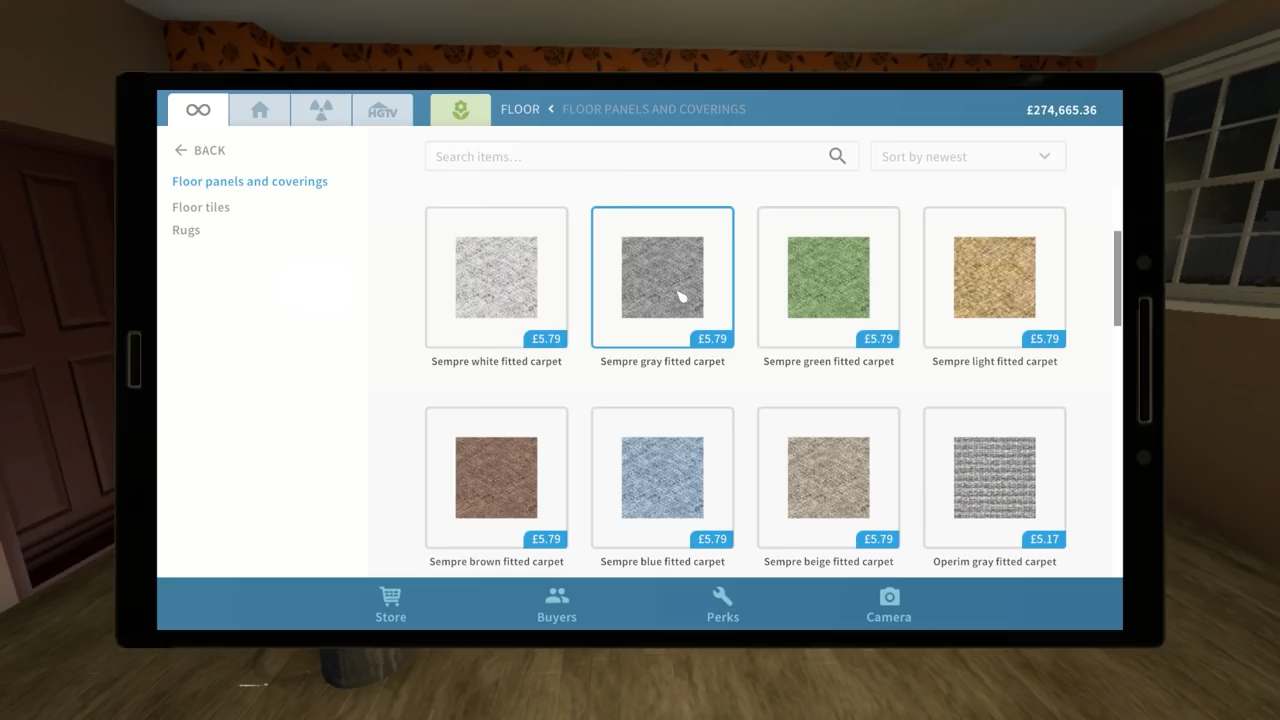 HGTV
FLOOR < FLOOR PANELS AND COVERINGS
£274,665.36
BACK
Floor panels and coverings
Floor tiles
Rugs
Search items...
Sort by newest
£5.79
£5.79
£5.79
£5.79
Sempre white fitted carpet
Sempre gray fitted carpet
Sempre green fitted carpet
Sempre light fitted carpet
£5.79
£5.79
£5.79
£5.17
Sempre brown fitted carpet
Sempre blue fitted carpet
Sempre beige fitted carpet
Operim gray fitted carpet
Store
Buyers
Perks
Camera